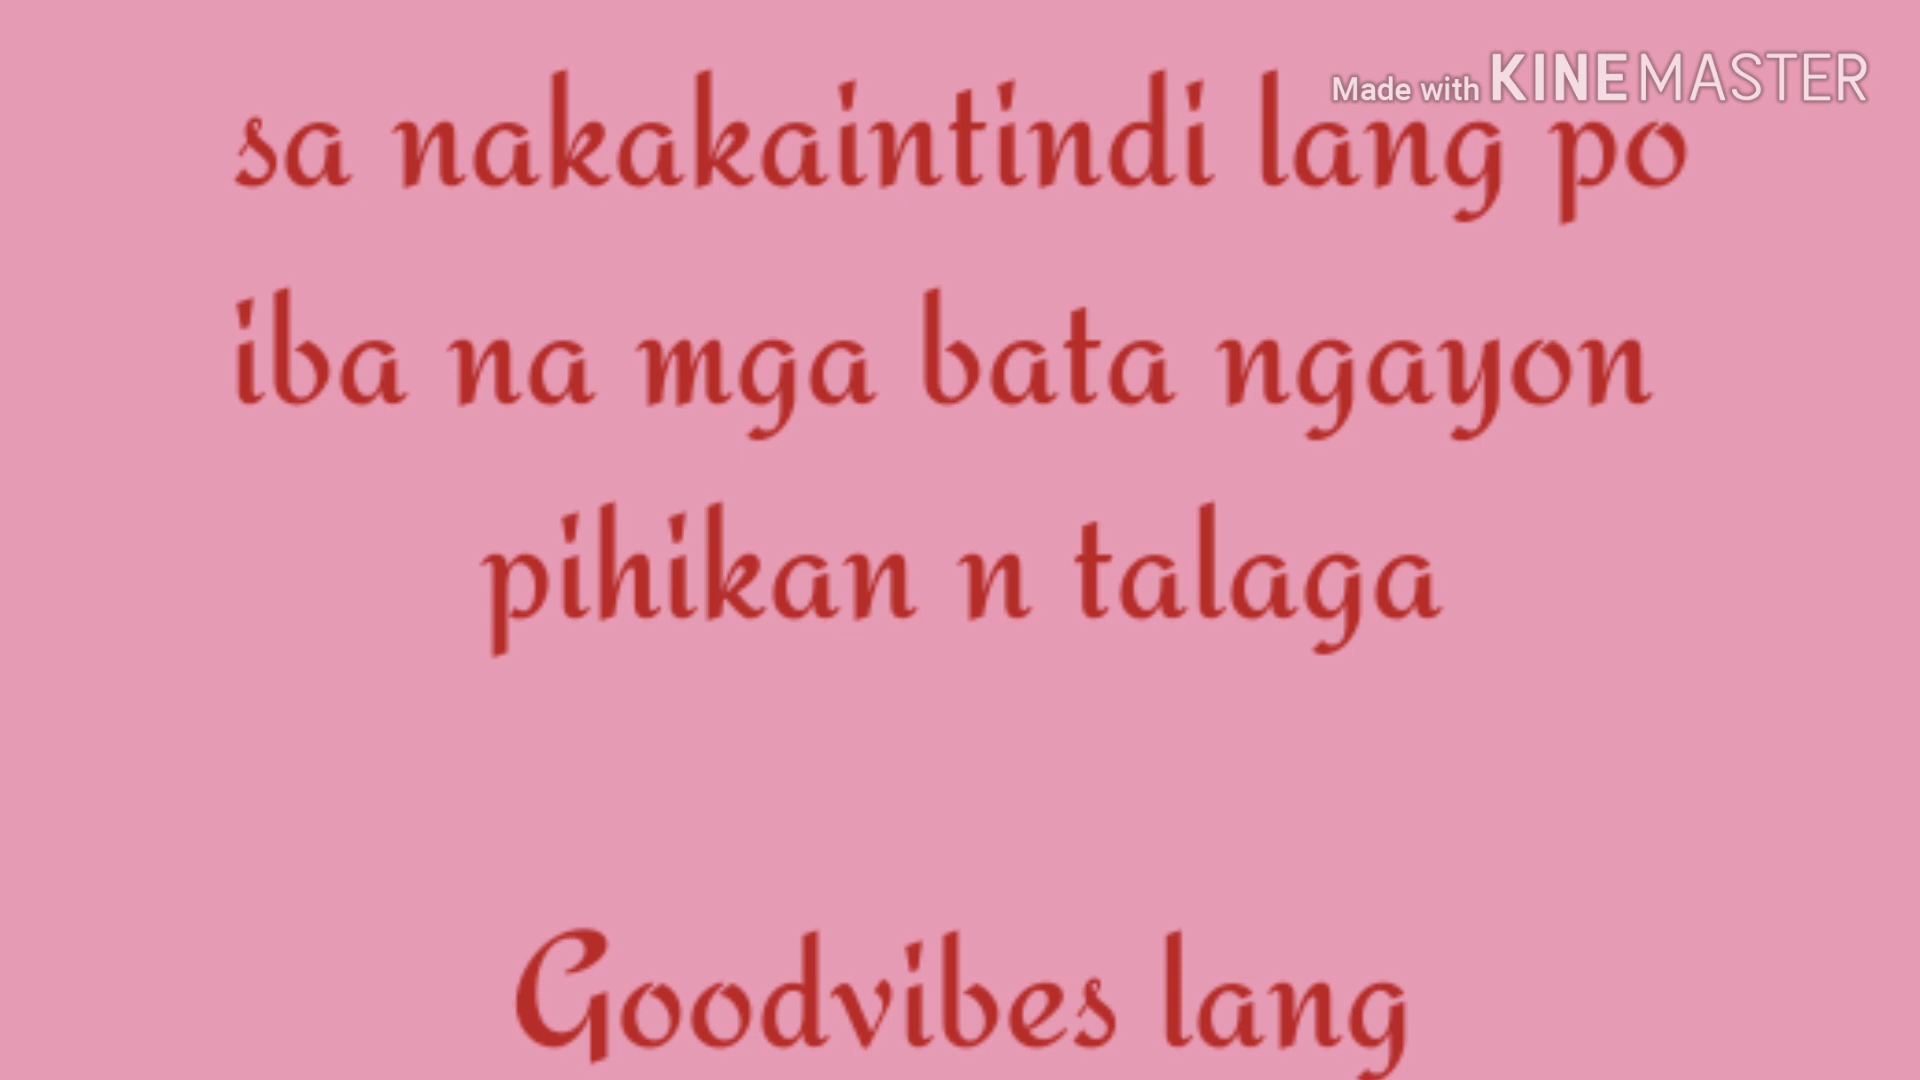 Made with KINEMASTER
sa nakakaintindi lang po
iba na mga bata ngayon
pihikan n talaga
Goodvibes lang